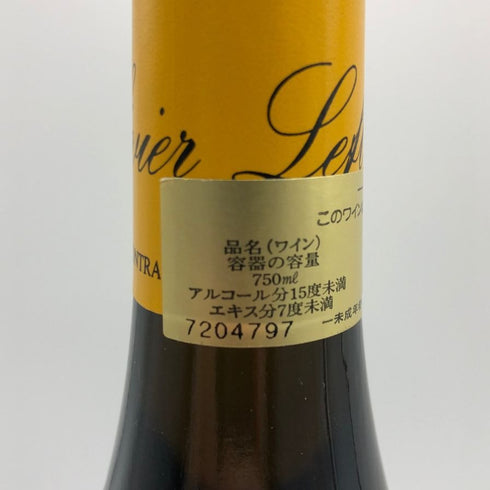 NTRA
このワイン
品名(ワイン)
容器の容量
750mℓ
アルコール分15度未満
エキス分7度未満
7204797
一未成年